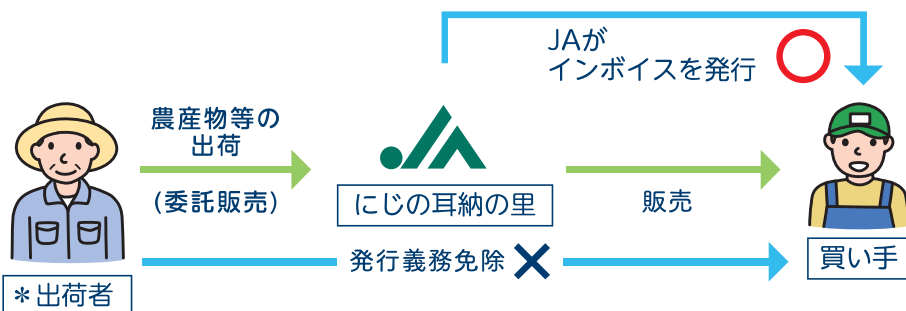 JAが
インボイスを発行
農産物等の
出荷
(委託販売)
JA
にじの耳納の里
販売
発行義務免除
買い手
＊出荷者